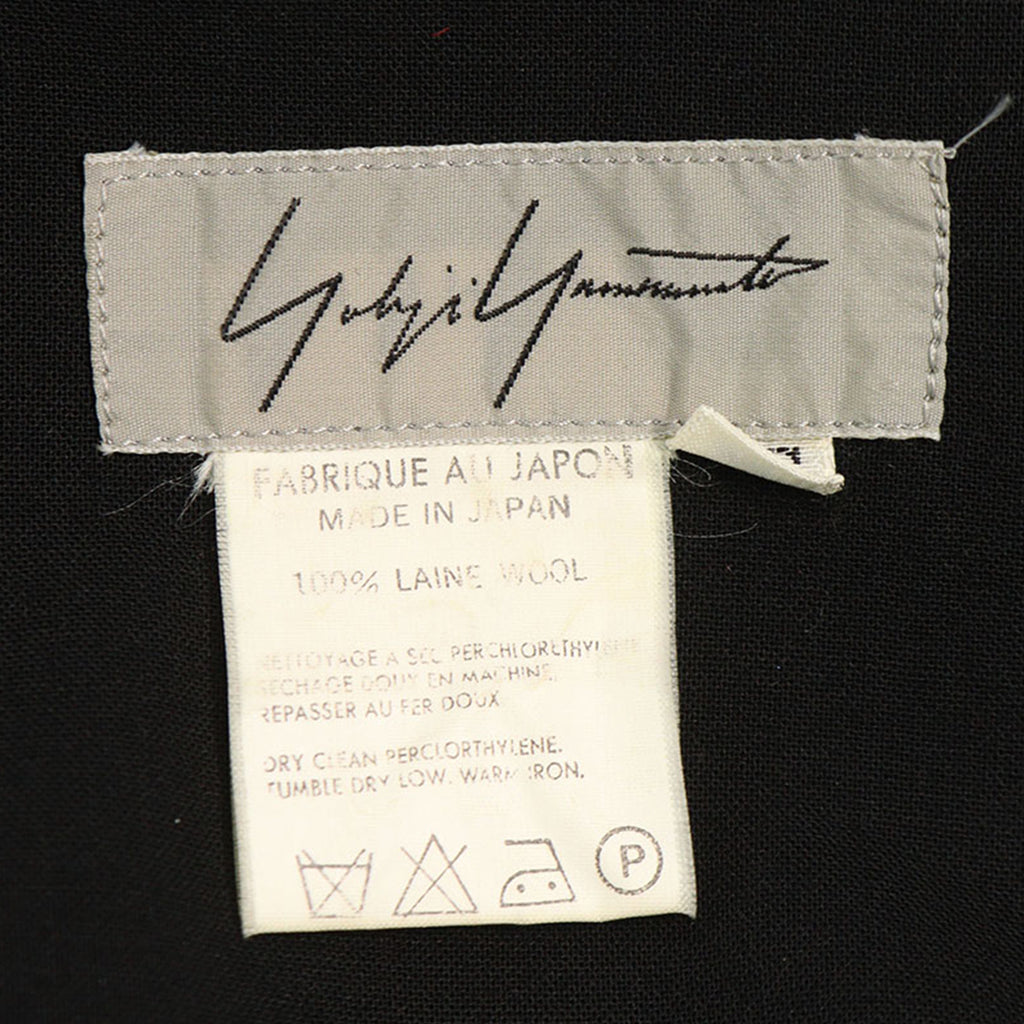 Yohji Yamamoto
FABRIQUE AU JAPON
MADE IN JAPAN
100% LAINE WOOL
NETTOYAGE A SEC PERCHLORETHYLENE
SECHAGE DOUX EN MACHINE,
REPASSER AU FER DOUX
DRY CLEAN PERCLORTHYLENE.
TUMBLE DRY LOW. WARM IRON.
P